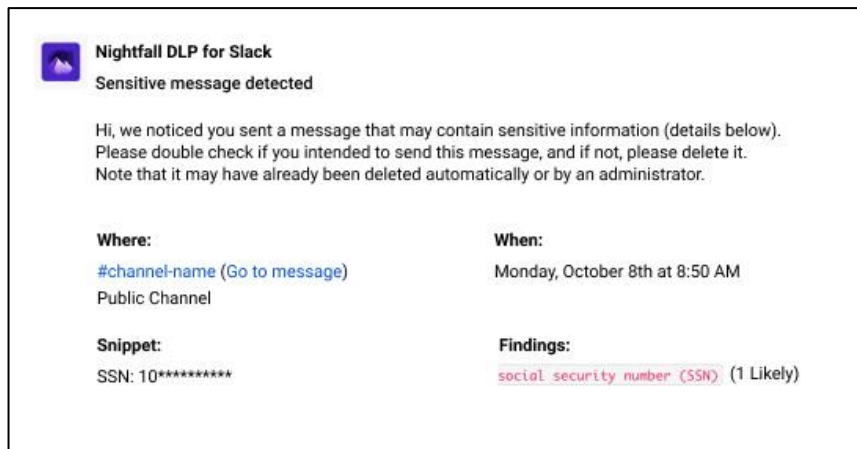 Nightfall DLP for Slack
Sensitive message detected
Hi, we noticed you sent a message that may contain sensitive information (details below).
Please double check if you intended to send this message, and if not, please delete it.
Note that it may have already been deleted automatically or by an administrator.
Where:
#channel-name (Go to message)
Public Channel
When:
Monday, October 8th at 8:50 AM
Snippet:
SSN: 10**********
Findings:
social security number (SSN) (1 Likely)